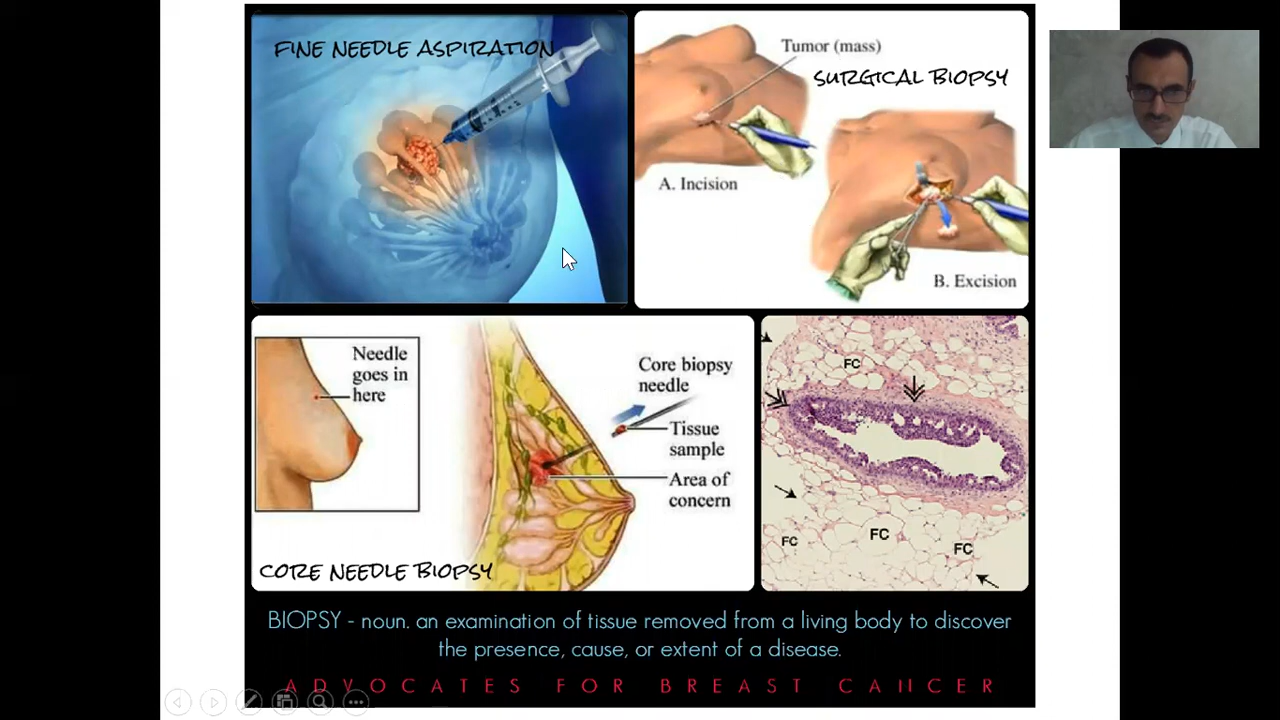 FINE NEEDLE ASPIRATION
Tumor (mass)
SURGICAL BIOPSY
A. Incision
B. Excision
Needle
goes in
here
Core biopsy
needle
Tissue
sample
Area of
concern
CORE NEEDLE BIOPSY
FC
FC
FC
FC
BIOPSY - noun. an examination of tissue removed from a living body to discover
the presence, cause, or extent of a disease.
ADVOCATES FOR BREAST CANCER